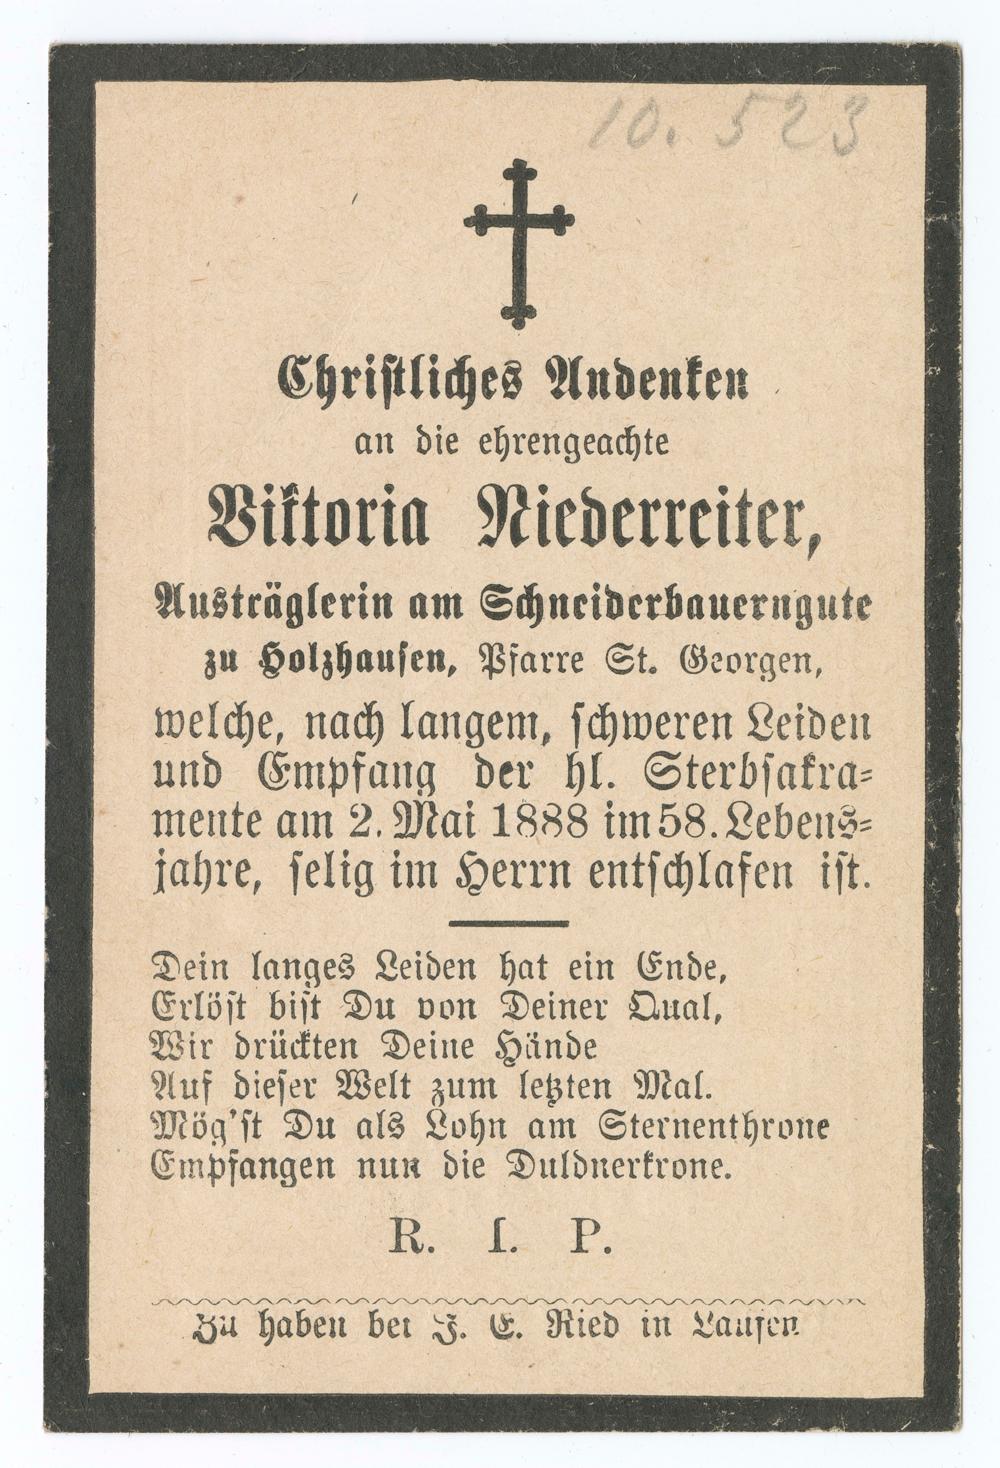 10. 523
Christliches Andenken
an die ehrengeachte
Viktoria Niederreiter,
Austräglerin am Schneiderbauerngute
zu Holzhausen, Pfarre St. Georgen,
welche, nach langem, schweren Leiden
und Empfang der hl. Sterbsakra-
mente am 2. Mai 1888 im 58. Lebens-
jahre, selig im Herrn entschlafen ist.
Dein langes Leiden hat ein Ende,
Erlöst bist Du von Deiner Qual,
Wir drückten Deine Hände
Auf dieser Welt zum letzten Mal.
Mög'st Du als Lohn am Sternenthrone
Empfangen nun die Duldnerkrone.
R. I. P.
Zu haben bei J. E. Ried in Laufen